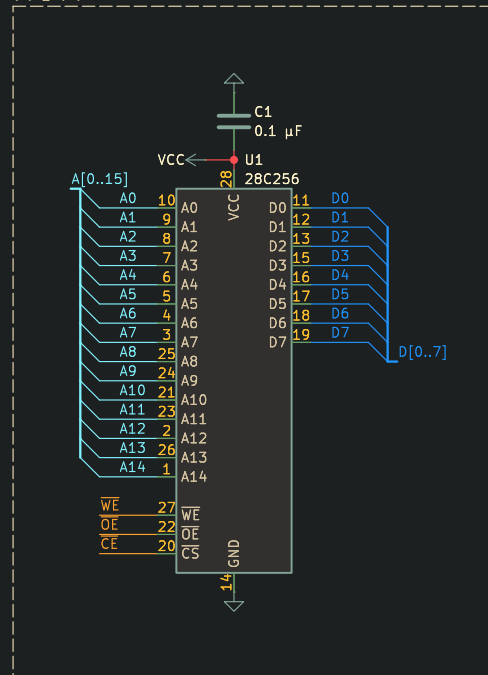 C1
0.1 µF
VCC
U1
28C256
28
VCC
A[0..15]
A0 10 A0
A1 9 A1
A2 8 A2
A3 7 A3
A4 6 A4
A5 5 A5
A6 4 A6
A7 3 A7
A8 25 A8
A9 24 A9
A10 21 A10
A11 23 A11
A12 2 A12
A13 26 A13
A14 1 A14
WE 27 WE
OE 22 OE
CE 20 CS
D0 11 D0
D1 12 D1
D2 13 D2
D3 15 D3
D4 16 D4
D5 17 D5
D6 18 D6
D7 19 D7
D[0..7]
GND
14